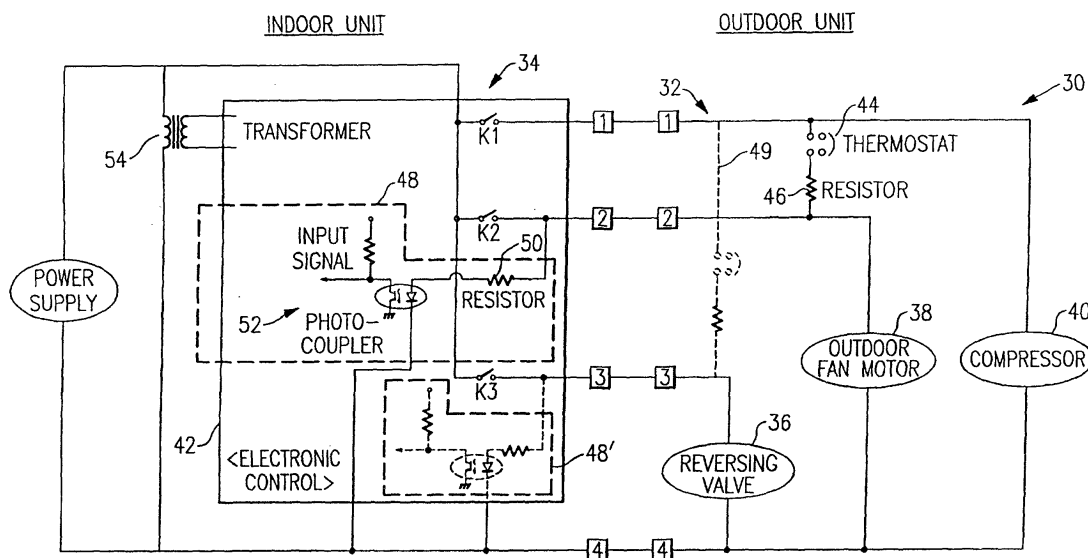 INDOOR UNIT
OUTDOOR UNIT
34
32
30
54
TRANSFORMER
K1
1
1
44
THERMOSTAT
49
46
RESISTOR
48
K2
2
2
INPUT
SIGNAL
50
RESISTOR
52
PHOTO-
COUPLER
POWER
SUPPLY
38
OUTDOOR
FAN MOTOR
40
COMPRESSOR
K3
3
3
42
<ELECTRONIC
CONTROL>
48'
36
REVERSING
VALVE
4
4